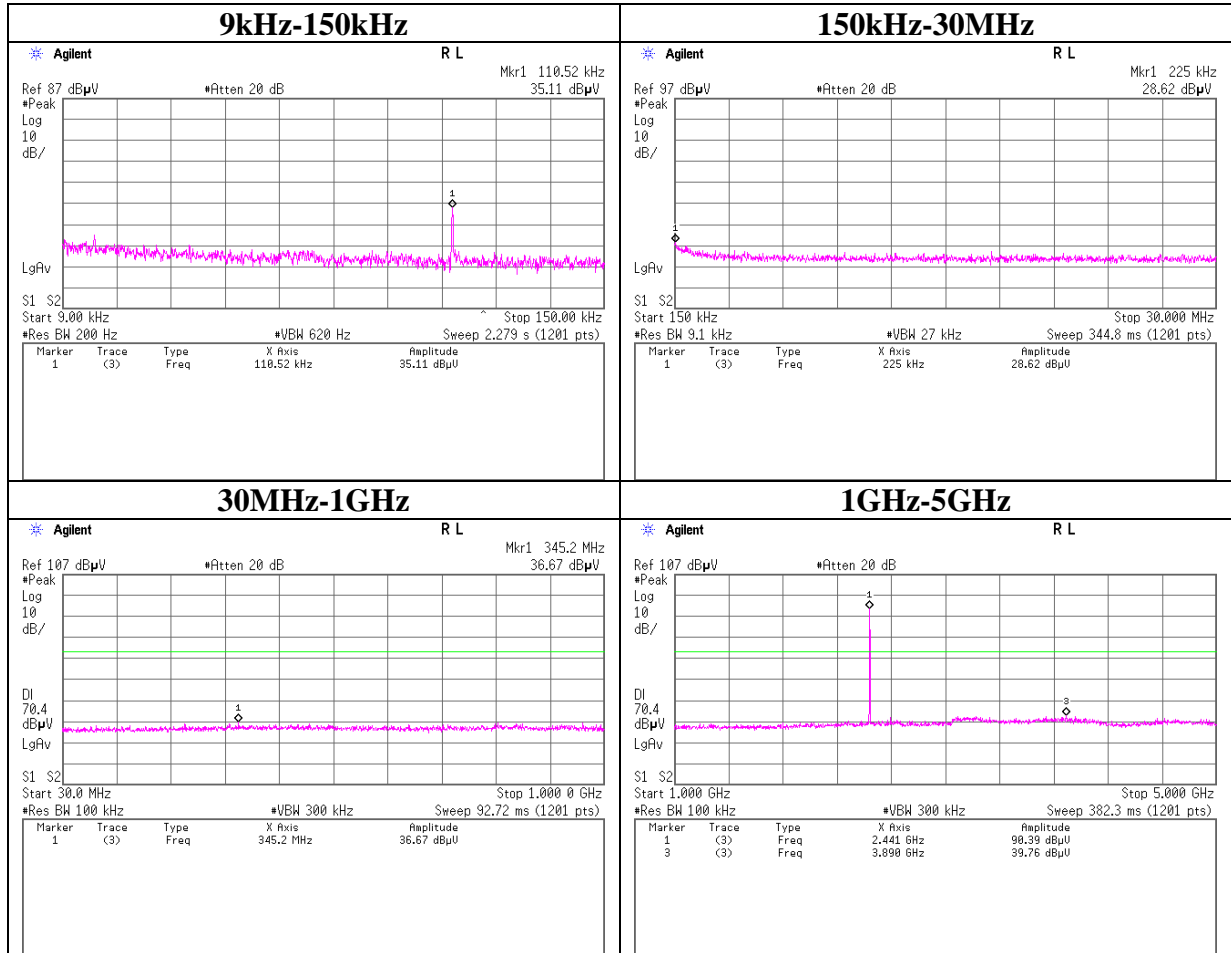 9kHz-150kHz
Agilent R L
Mkr1 110.52 kHz
Ref 87 dBµV #Atten 20 dB 35.11 dBµV
#Peak
Log
10
dB/
1
LgAv
S1 S2
Start 9.00 kHz ^ Stop 150.00 kHz
#Res BW 200 Hz #VBW 620 Hz Sweep 2.279 s (1201 pts)
Marker Trace Type X Axis Amplitude
1 (3) Freq 110.52 kHz 35.11 dBµV
150kHz-30MHz
Agilent R L
Mkr1 225 kHz
Ref 97 dBµV #Atten 20 dB 28.62 dBµV
#Peak
Log
10
dB/
1
LgAv
S1 S2
Start 150 kHz Stop 30.000 MHz
#Res BW 9.1 kHz #VBW 27 kHz Sweep 344.8 ms (1201 pts)
Marker Trace Type X Axis Amplitude
1 (3) Freq 225 kHz 28.62 dBµV
30MHz-1GHz
Agilent R L
Mkr1 345.2 MHz
Ref 107 dBµV #Atten 20 dB 36.67 dBµV
#Peak
Log
10
dB/
DI
70.4
dBµV
1
LgAv
S1 S2
Start 30.0 MHz Stop 1.000 0 GHz
#Res BW 100 kHz #VBW 300 kHz Sweep 92.72 ms (1201 pts)
Marker Trace Type X Axis Amplitude
1 (3) Freq 345.2 MHz 36.67 dBµV
1GHz-5GHz
Agilent R L
Ref 107 dBµV #Atten 20 dB
#Peak
Log
10
dB/
1
DI
70.4
dBµV
3
LgAv
S1 S2
Start 1.000 GHz Stop 5.000 GHz
#Res BW 100 kHz #VBW 300 kHz Sweep 382.3 ms (1201 pts)
Marker Trace Type X Axis Amplitude
1 (3) Freq 2.441 GHz 90.39 dBµV
3 (3) Freq 3.890 GHz 39.76 dBµV